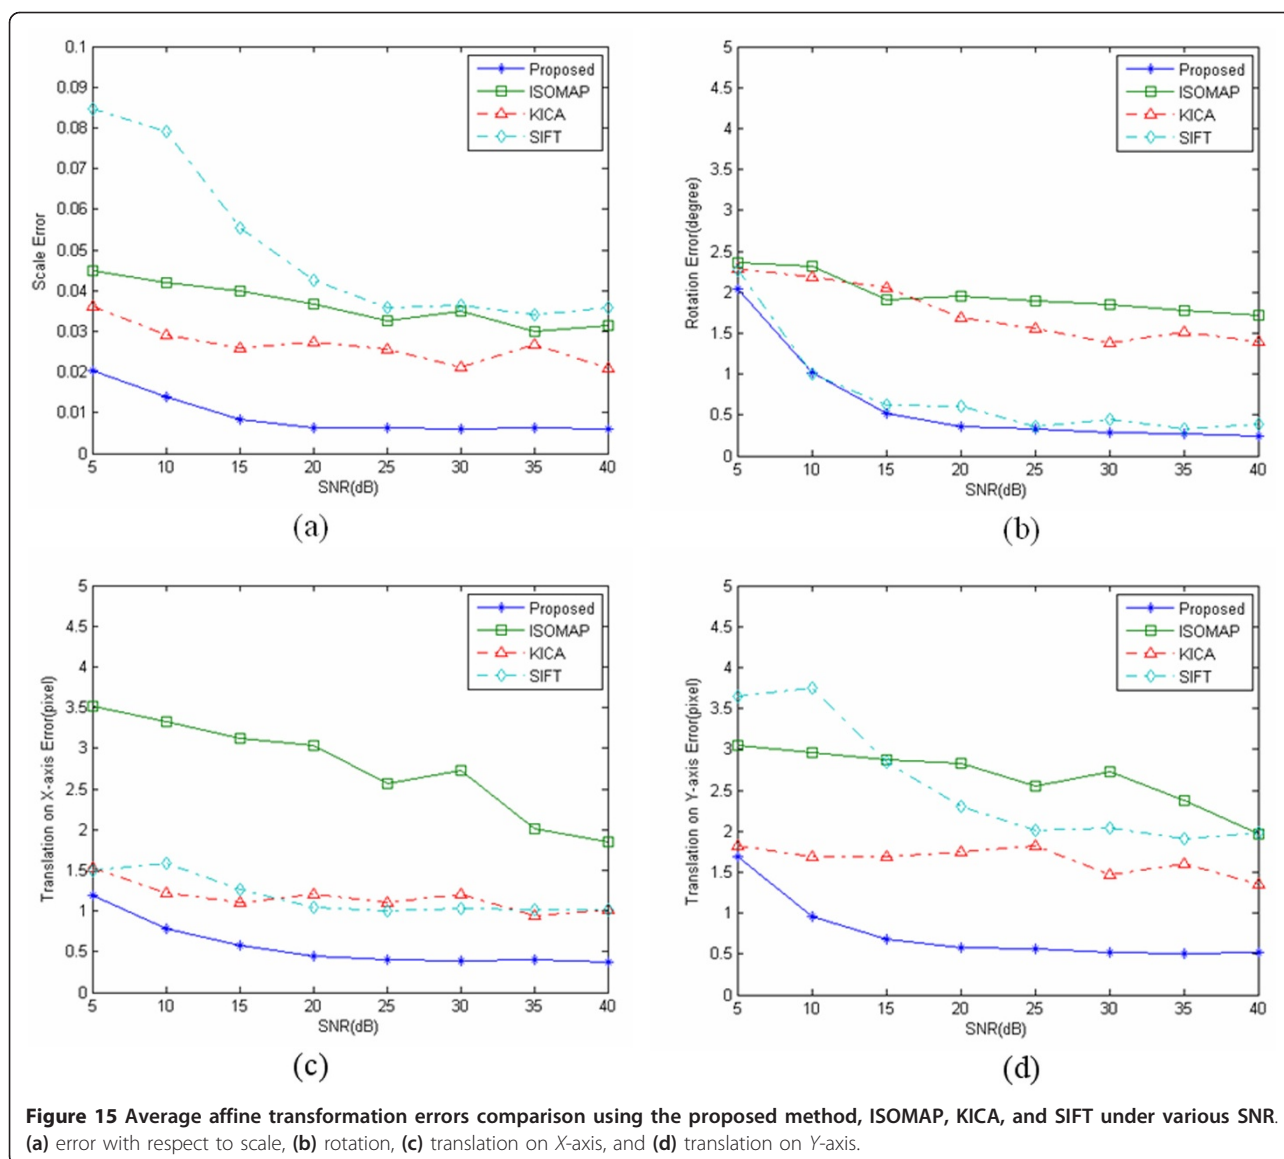 0.1
0.09
0.08
0.07
0.06
0.05
0.04
0.03
0.02
0.01
0
Scale Error
5 10 15 20 25 30 35 40
SNR(dB)
Proposed
ISOMAP
KICA
SIFT
(a)
5
4.5
4
3.5
3
2.5
2
1.5
1
0.5
0
Rotation Error(degree)
5 10 15 20 25 30 35 40
SNR(dB)
Proposed
ISOMAP
KICA
SIFT
(b)
5
4.5
4
3.5
3
2.5
2
1.5
1
0.5
0
Translation on X-axis Error(pixel)
5 10 15 20 25 30 35 40
SNR(dB)
Proposed
ISOMAP
KICA
SIFT
(c)
5
4.5
4
3.5
3
2.5
2
1.5
1
0.5
0
Translation on Y-axis Error(pixel)
5 10 15 20 25 30 35 40
SNR(dB)
Proposed
ISOMAP
KICA
SIFT
(d)
Figure 15 Average affine transformation errors comparison using the proposed method, ISOMAP, KICA, and SIFT under various SNR.
(a) error with respect to scale, (b) rotation, (c) translation on X-axis, and (d) translation on Y-axis.